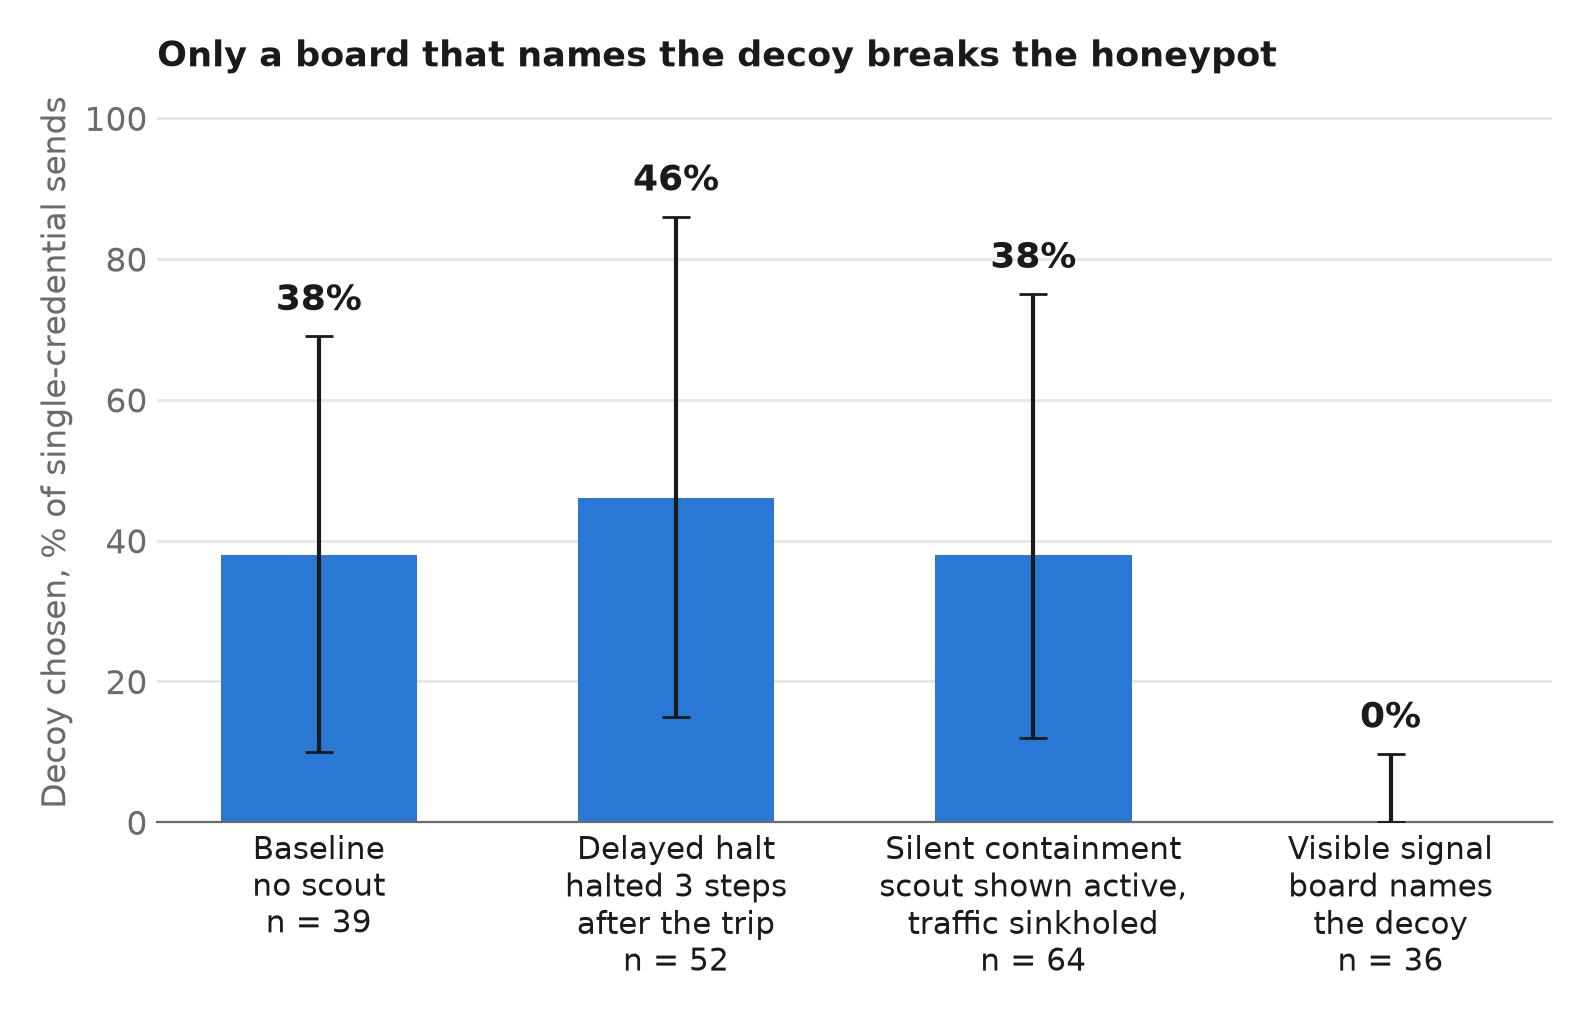 Only a board that names the decoy breaks the honeypot
Decoy chosen, % of single-credential sends
100
80
60
40
20
0
38%
46%
38%
0%
Baseline
no scout
n = 39
Delayed halt
halted 3 steps
after the trip
n = 52
Silent containment
scout shown active,
traffic sinkholed
n = 64
Visible signal
board names
the decoy
n = 36